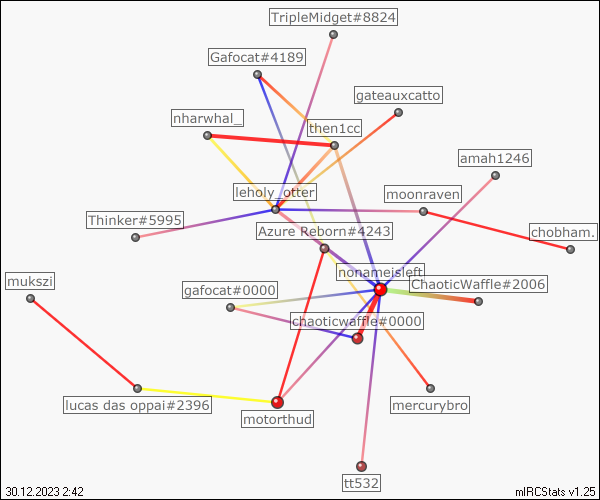 TripleMidget#8824
Gafocat#4189
gateauxcatto
nharwhal_
then1cc
amah1246
leholy_otter
moonraven
Thinker#5995
Azure Reborn#4243
chobham.
nonameisleft
mukszi
gafocat#0000
ChaoticWaffle#2006
chaoticwaffle#0000
lucas das oppai#2396
motorthud
mercurybro
tt532
30.12.2023 2:42
mIRCStats v1.25